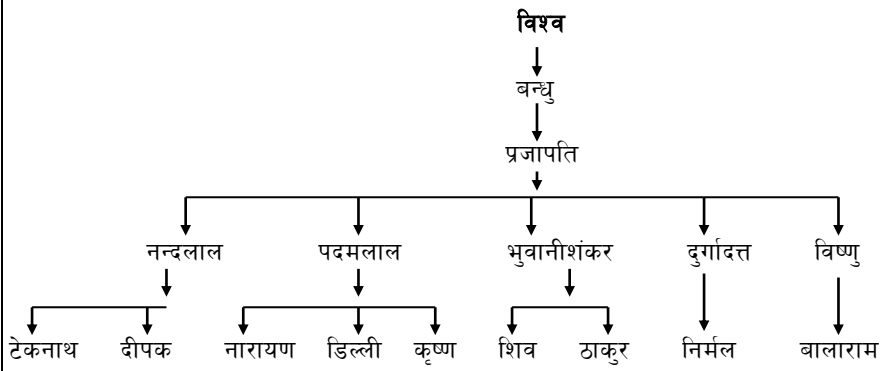 विश्व
बन्धु
प्रजापति
नन्दलाल पदमलाल भुवानीशंकर दुर्गादत्त विष्णु
टेकनाथ दीपक नारायण डिल्ली कृष्ण शिव ठाकुर निर्मल बालाराम